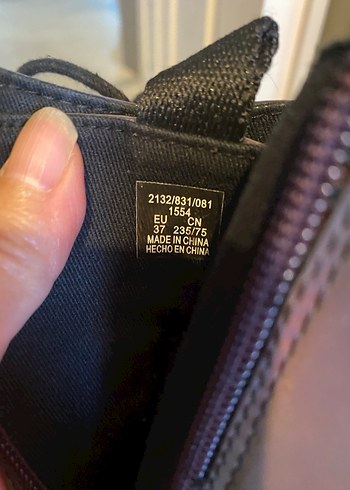 2132/831/081
1554
EU CN
37 235/75
MADE IN CHINA
HECHO EN CHINA